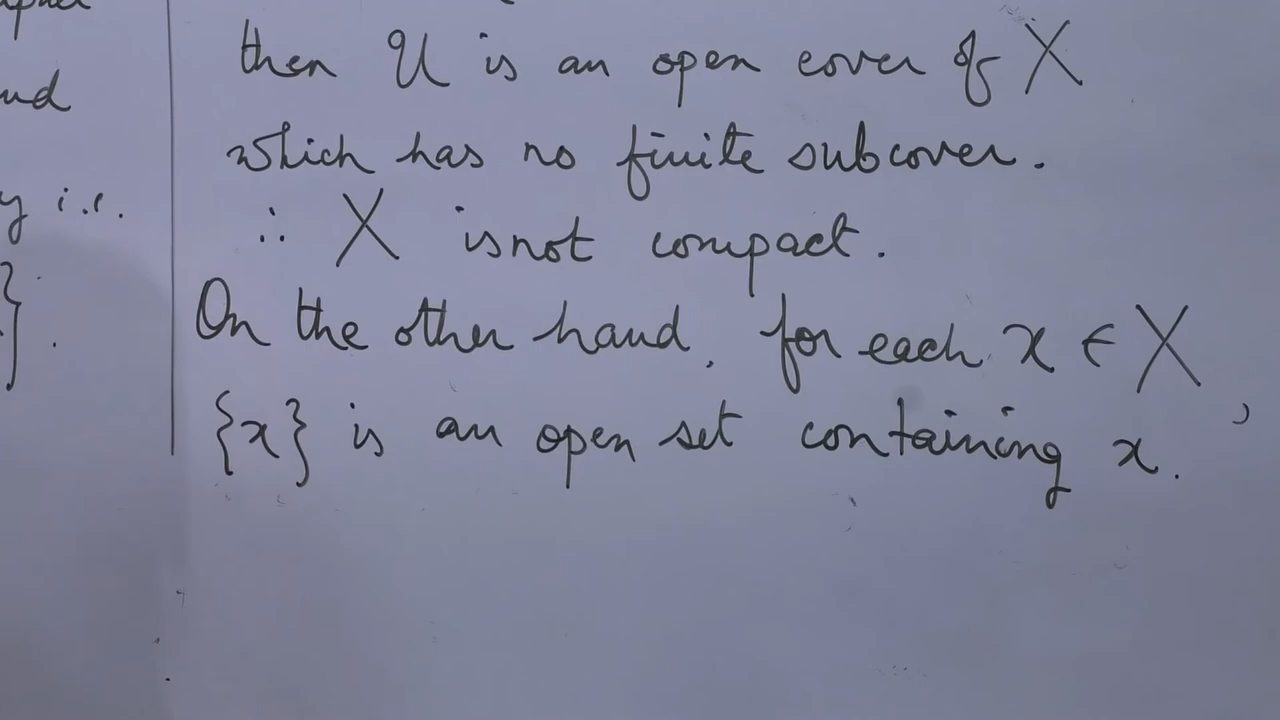 y i.e.
}.
then U is an open cover of X
which has no finite subcover.
∴ X is not compact.
On the other hand, for each x ∈ X,
{x} is an open set containing x.